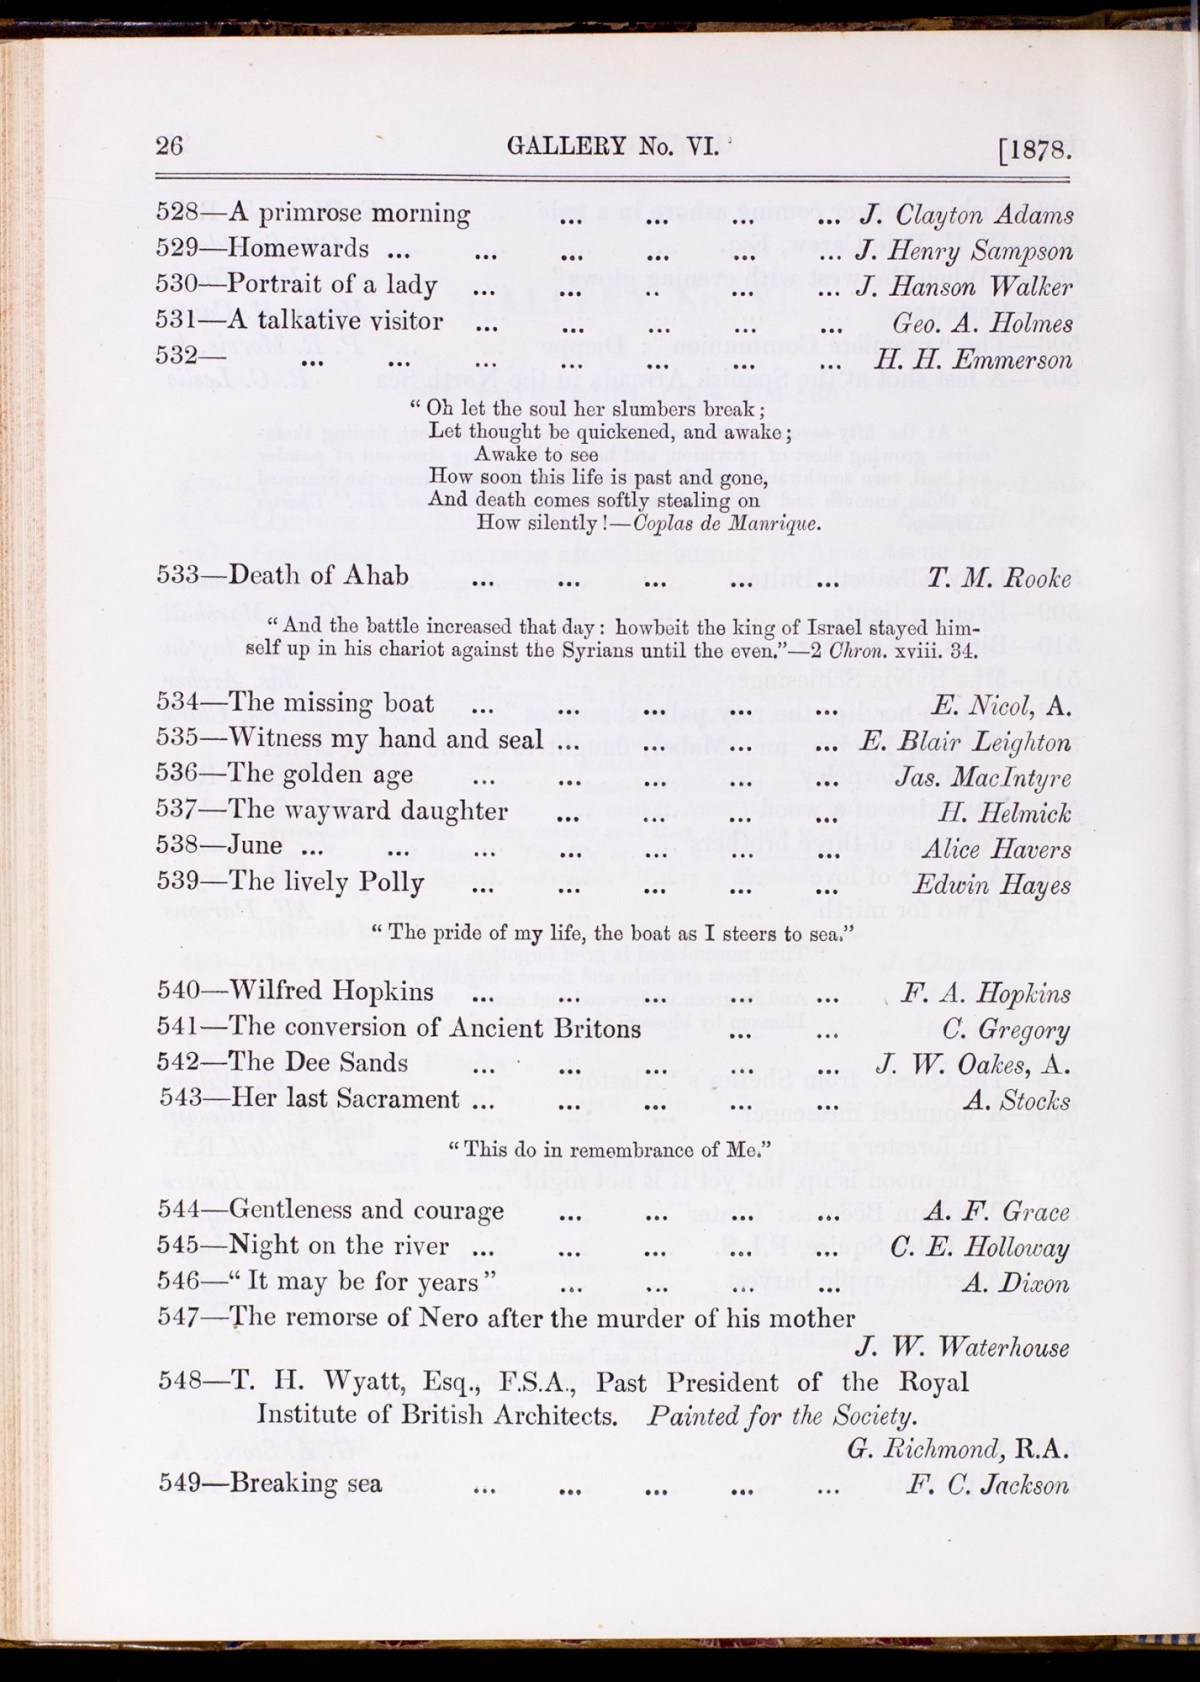 26 GALLERY No. VI. [1878.
528—A primrose morning ... ... ... ... J. Clayton Adams
529—Homewards ... ... ... ... ... ... J. Henry Sampson
530—Portrait of a lady ... ... .. ... ... J. Hanson Walker
531—A talkative visitor ... ... ... ... ... Geo. A. Holmes
532— ... ... ... ... ... ... ... H. H. Emmerson
“ Oh let the soul her slumbers break ;
Let thought be quickened, and awake ;
Awake to see
How soon this life is past and gone,
And death comes softly stealing on
How silently !—Coplas de Manrique.
533—Death of Ahab ... ... ... ... ... T. M. Rooke
“ And the battle increased that day : howbeit the king of Israel stayed him-
self up in his chariot against the Syrians until the even.”—2 Chron. xviii. 34.
534—The missing boat ... ... ... ... ... E. Nicol, A.
535—Witness my hand and seal ... ... ... ... E. Blair Leighton
536—The golden age ... ... ... ... ... Jas. MacIntyre
537—The wayward daughter ... ... ... ... H. Helmick
538—June ... ... ... ... ... ... ... Alice Havers
539—The lively Polly ... ... ... ... ... Edwin Hayes
“ The pride of my life, the boat as I steers to sea.”
540—Wilfred Hopkins ... ... ... ... ... F. A. Hopkins
541—The conversion of Ancient Britons ... ... C. Gregory
542—The Dee Sands ... ... ... ... ... J. W. Oakes, A.
543—Her last Sacrament ... ... ... ... ... A. Stocks
“ This do in remembrance of Me.”
544—Gentleness and courage ... ... ... ... A. F. Grace
545—Night on the river ... ... ... ... ... C. E. Holloway
546—“ It may be for years ” ... ... ... ... A. Dixon
547—The remorse of Nero after the murder of his mother
J. W. Waterhouse
548—T. H. Wyatt, Esq., F.S.A., Past President of the Royal
Institute of British Architects. Painted for the Society.
G. Richmond, R.A.
549—Breaking sea ... ... ... ... ... F. C. Jackson